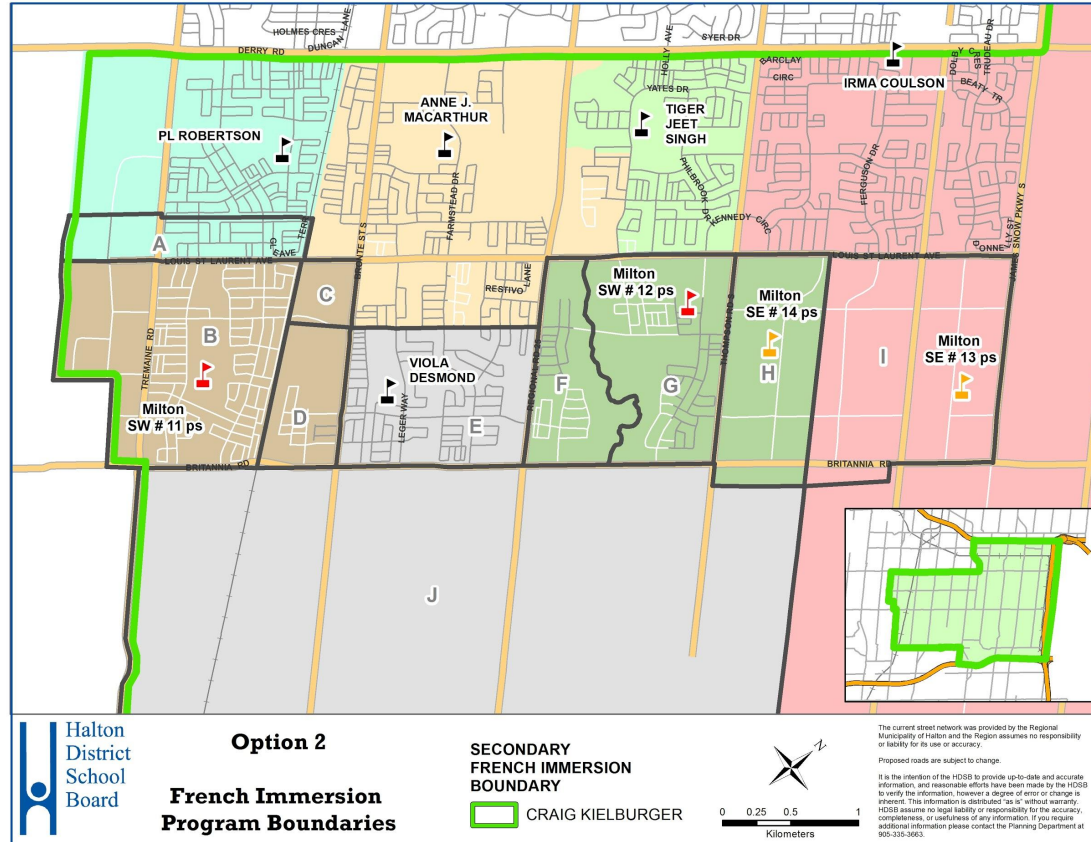 HOLMES CRES
DUNCAN LANE
DERRY RD
HOLLY AVE
SYER DR
YATES DR
BARCLAY
CIRC
DOLBY CRES
TRUDEAU DR
BEATY TR
IRMA COULSON
ANNE J.
MACARTHUR
TIGER
JEET
SINGH
PL ROBERTSON
FARMSTEAD DR
PHILBROOK DR
KENNEDY CIRC
FERGUSON DR
JAMES SNOW PKWY S
BRONTE ST S
A
LOUIS ST LAURENT AVE
LOUIS ST LAURENT AVE
RESTIVO
LANE
C
Milton
SW # 12 ps
Milton
SE # 14 ps
Milton
SE # 13 ps
TREMAINE RD
B
VIOLA
DESMOND
REGIONAL RD 25
THOMPSON RD S
F
G
H
I
Milton
SW # 11 ps
D
LEGER WAY
E
BRITANNIA RD
BRITANNIA RD
J
Halton
District
School
Board
Option 2
French Immersion
Program Boundaries
SECONDARY
FRENCH IMMERSION
BOUNDARY
CRAIG KIELBURGER
N
0 0.25 0.5 1
Kilometers
The current street network was provided by the Regional
Municipality of Halton and the Region assumes no responsibility
or liability for its use or accuracy.
Proposed roads are subject to change.
It is the intention of the HDSB to provide up-to-date and accurate
information, and reasonable efforts have been made by the HDSB
to verify the information, however a degree of error or change is
inherent. This information is distributed "as is" without warranty.
HDSB assume no legal liability or responsibility for the accuracy,
completeness, or usefulness of any information. If you require
additional information please contact the Planning Department at
905-335-3663.